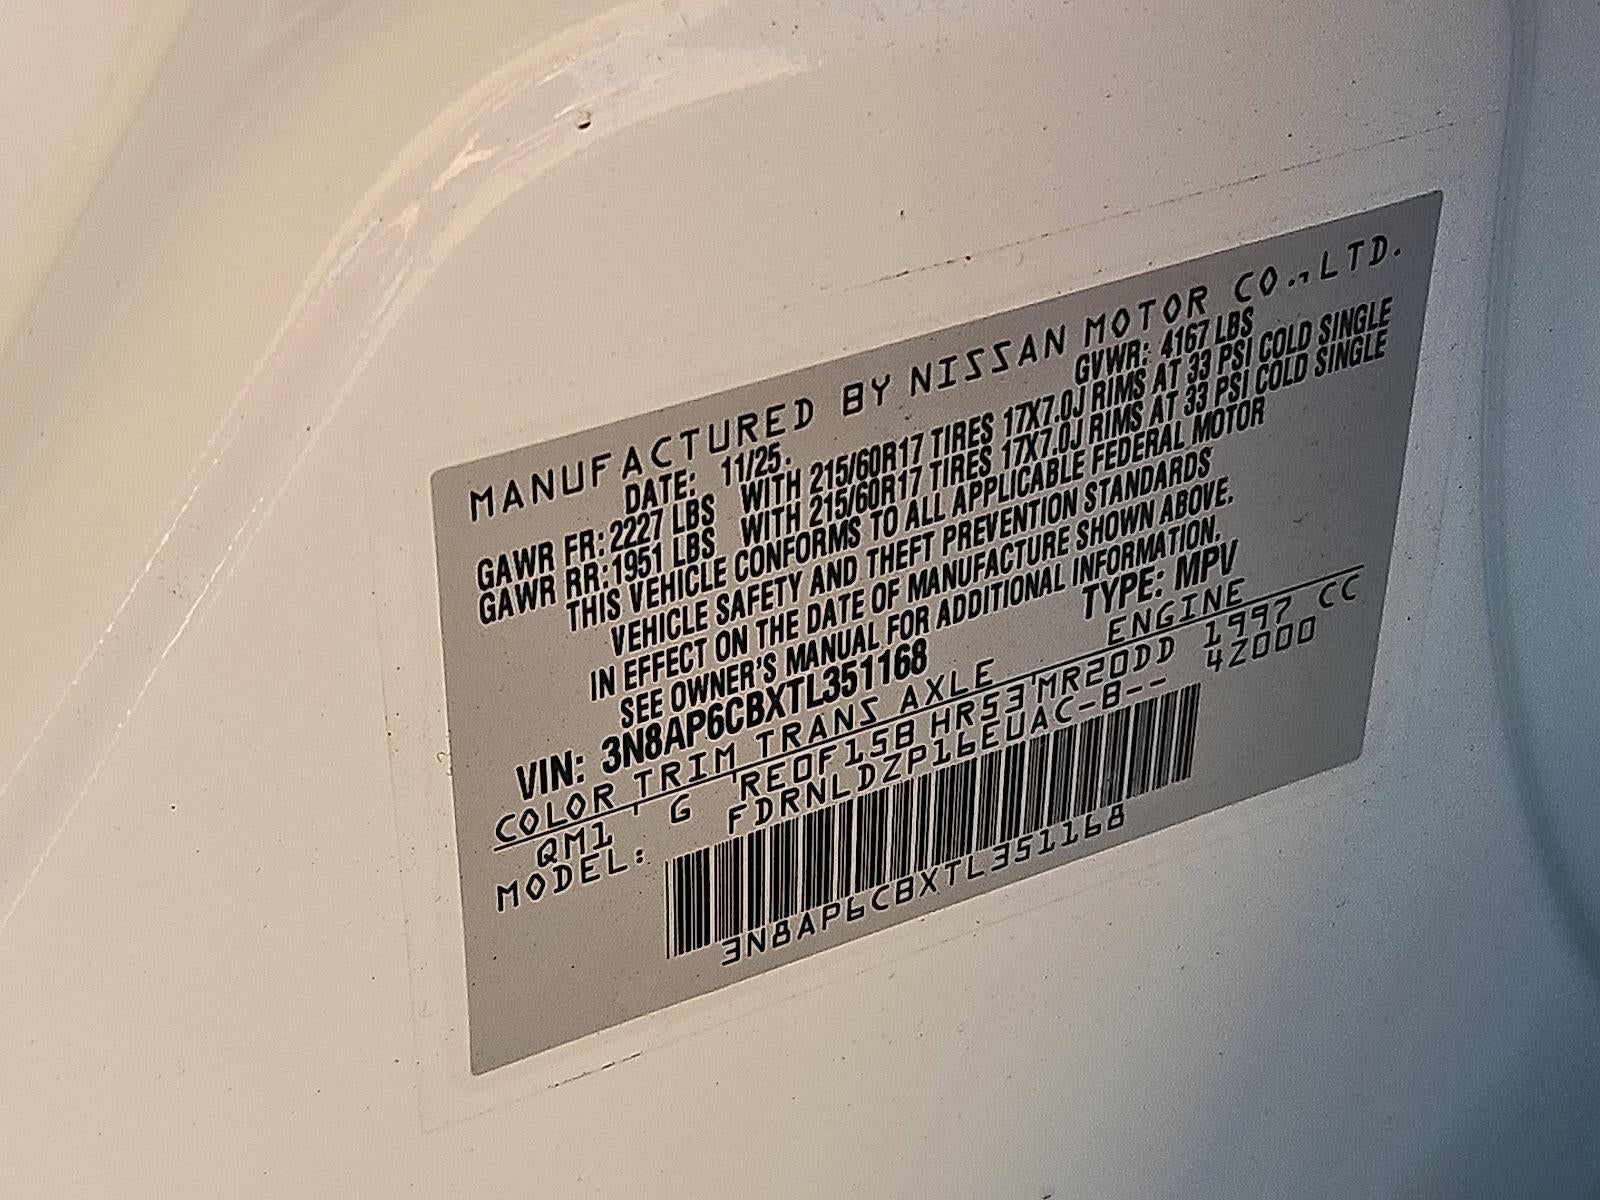 MANUFACTURED BY NISSAN MOTOR CO.,LTD.
DATE: 11/25. GVWR: 4167 LBS
GAWR FR: 2227 LBS WITH 215/60R17 TIRES 17X7.0J RIMS AT 33 PSI COLD SINGLE
GAWR RR: 1951 LBS WITH 215/60R17 TIRES 17X7.0J RIMS AT 33 PSI COLD SINGLE
THIS VEHICLE CONFORMS TO ALL APPLICABLE FEDERAL MOTOR
VEHICLE SAFETY AND THEFT PREVENTION STANDARDS
IN EFFECT ON THE DATE OF MANUFACTURE SHOWN ABOVE.
SEE OWNER'S MANUAL FOR ADDITIONAL INFORMATION.
VIN: 3N8AP6CBXTL351168 TYPE: MPV
COLOR TRIM TRANS AXLE ENGINE
QM1 G RE0F15B HR53 MR20DD 1997 CC
MODEL: FDRNLDZP16EUAC-B-- 4Z000
3N8AP6CBXTL351168